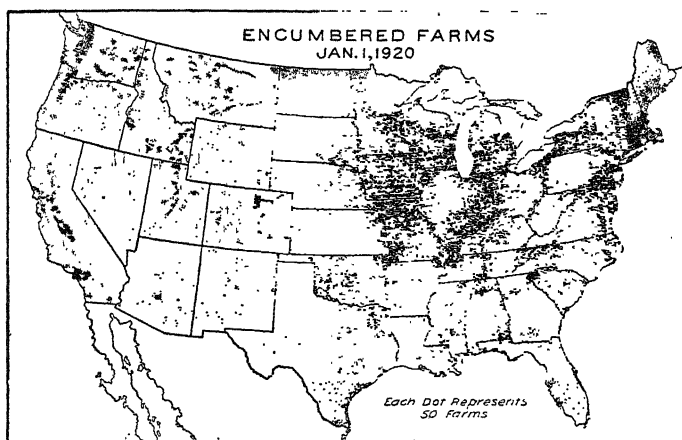 ENCUMBERED FARMS
JAN. 1, 1920
Each Dot Represents
50 Farms